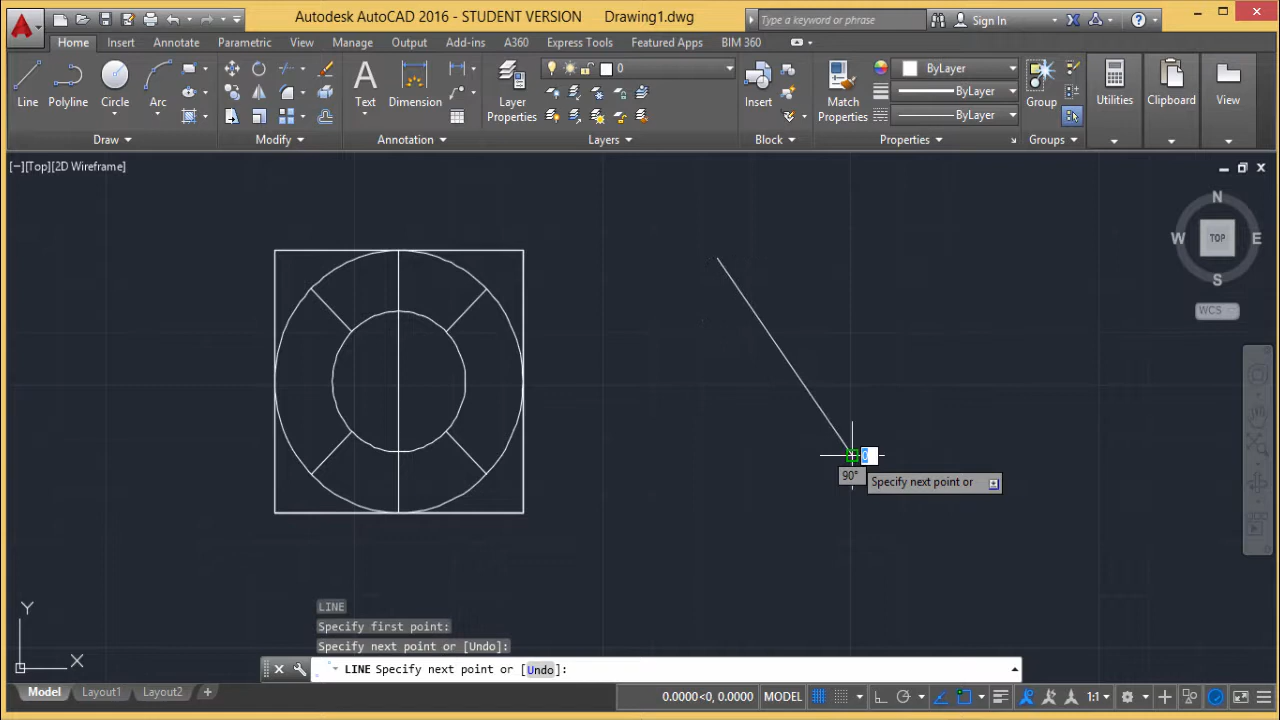 Autodesk AutoCAD 2016 - STUDENT VERSION Drawing1.dwg
Type a keyword or phrase
Sign In
Home Insert Annotate Parametric View Manage Output Add-ins A360 Express Tools Featured Apps BIM 360
0
ByLayer
ByLayer
ByLayer
Line Polyline Circle Arc Text Dimension Layer Properties Insert Match Properties Group Utilities Clipboard View
Draw Modify Annotation Layers Block Properties Groups
[−][Top][2D Wireframe]
N
W TOP E
S
WCS
0
90°
Specify next point or
Y
X
LINE
Specify first point:
Specify next point or [Undo]:
LINE Specify next point or [Undo]:
Model Layout1 Layout2 +
0.0000<0, 0.0000 MODEL 1:1